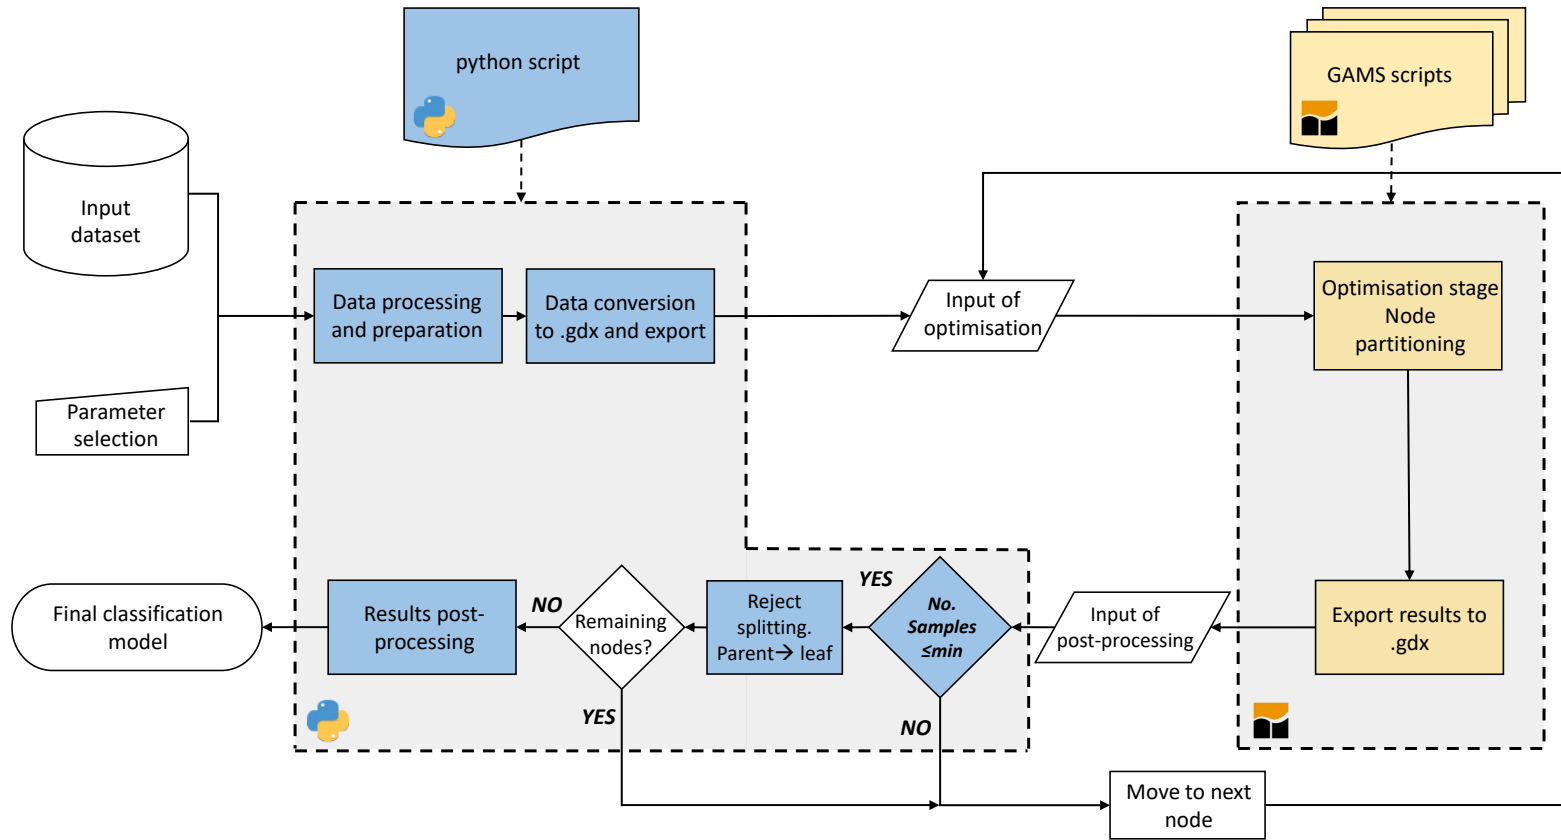 python script
GAMS scripts
Input
dataset
Data processing
and preparation
Data conversion
to .gdx and export
Input of
optimisation
Optimisation stage
Node
partitioning
Parameter
selection
Final classification
model
Results post-
processing
NO
Remaining
nodes?
YES
Reject
splitting.
Parent→ leaf
YES
No.
Samples
≤min
NO
Input of
post-processing
Export results to
.gdx
Move to next
node